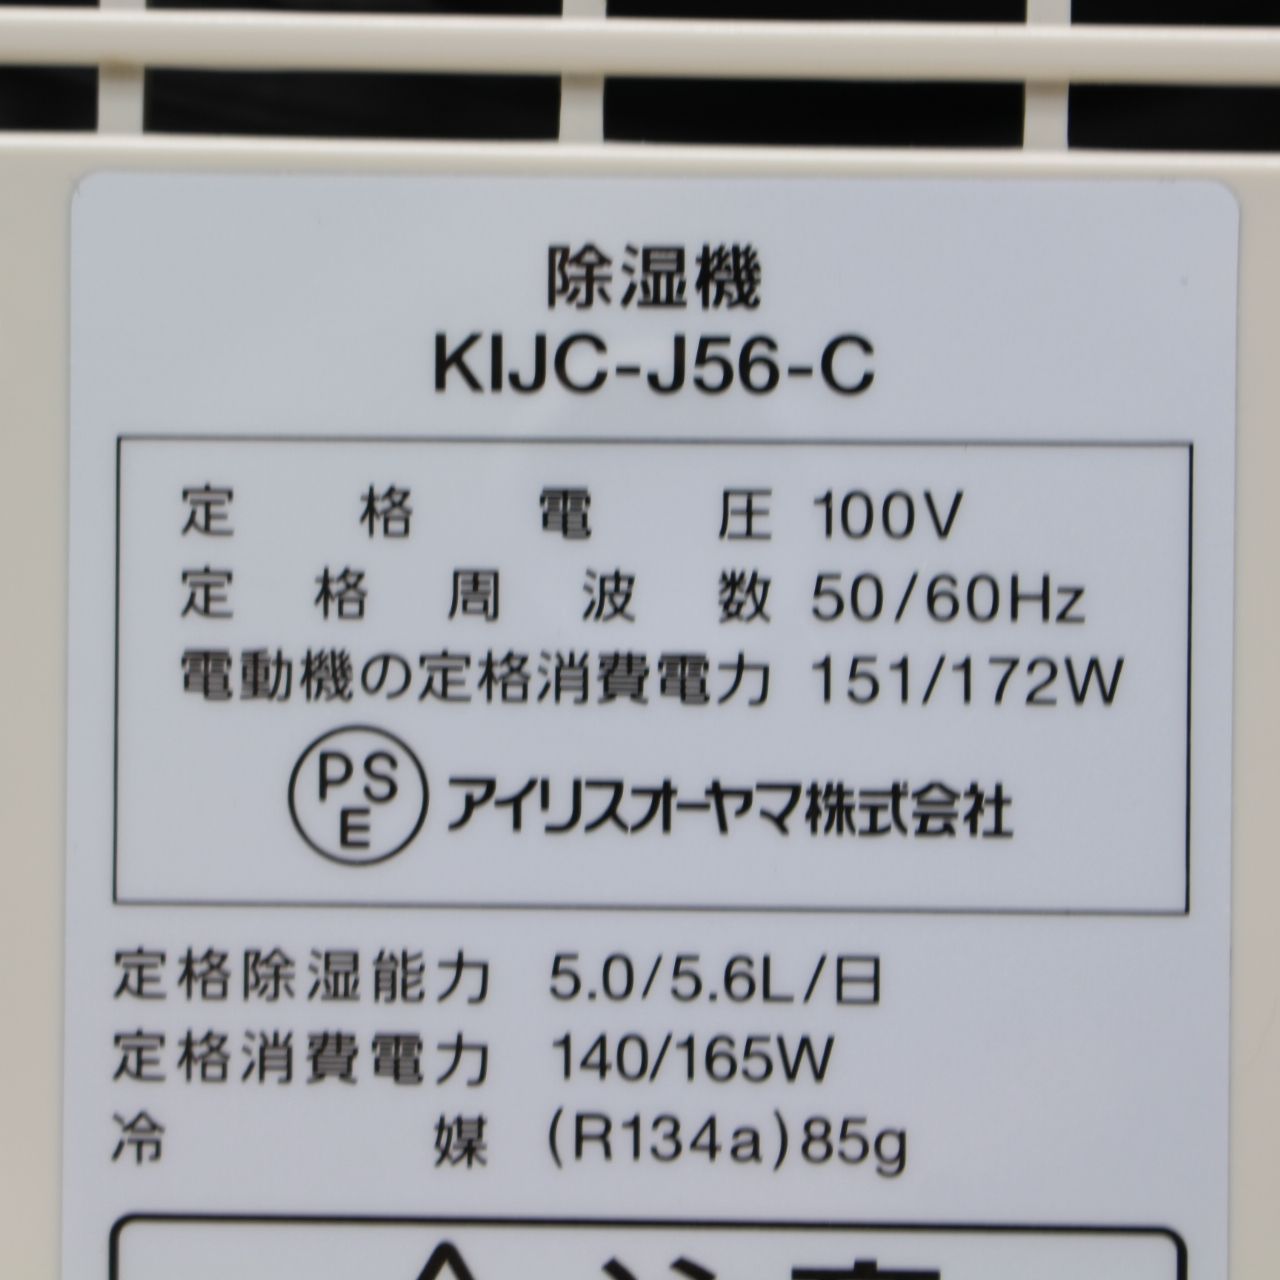 除湿機
KIJC-J56-C
定格電圧 100V
定格周波数 50/60Hz
電動機の定格消費電力 151/172W
PSE アイリスオーヤマ株式会社
定格除湿能力 5.0/5.6L/日
定格消費電力 140/165W
冷媒 (R134a)85g